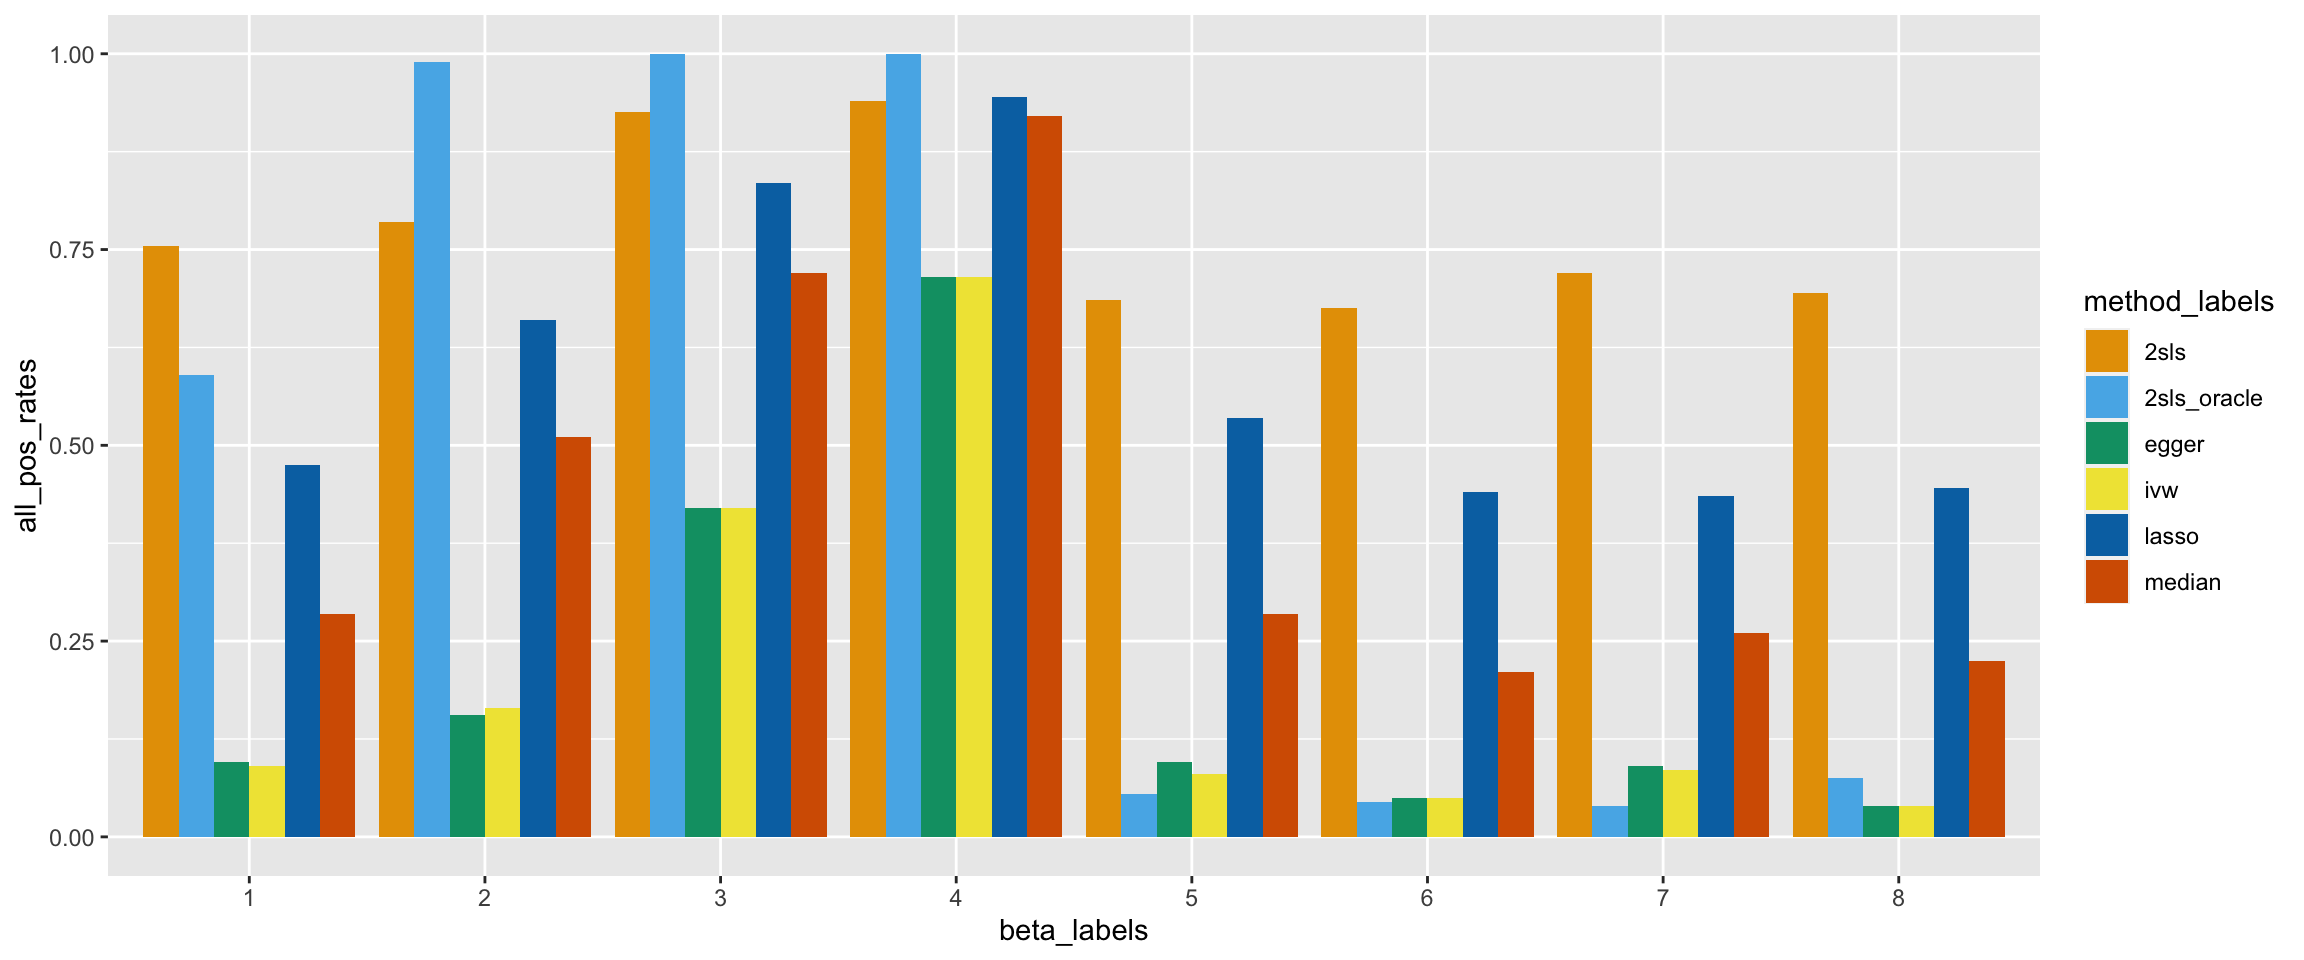 all_pos_rates
1.00
0.75
0.50
0.25
0.00
1 2 3 4 5 6 7 8
beta_labels
method_labels
2sls
2sls_oracle
egger
ivw
lasso
median